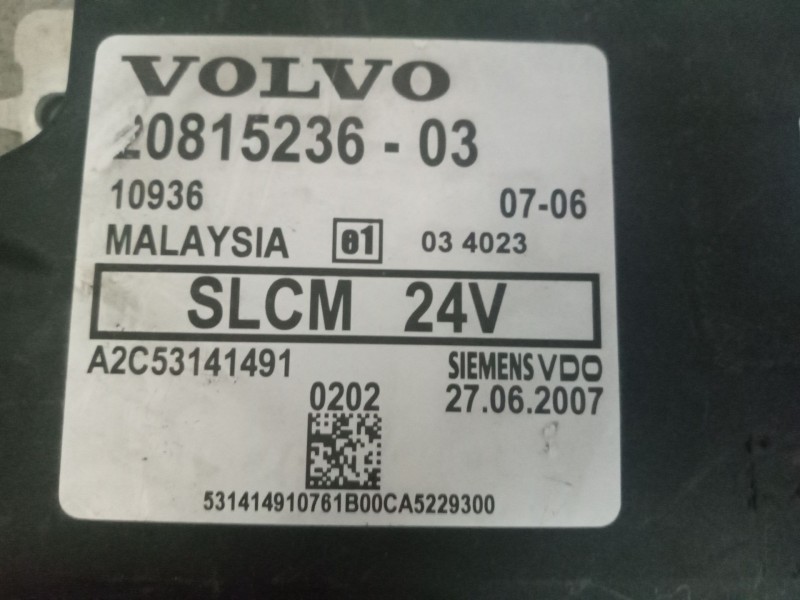 VOLVO
20815236 - 03
10936 07-06
MALAYSIA e1 03 4023
SLCM 24V
A2C53141491 SIEMENS VDO
0202 27.06.2007
531414910761B00CA5229300